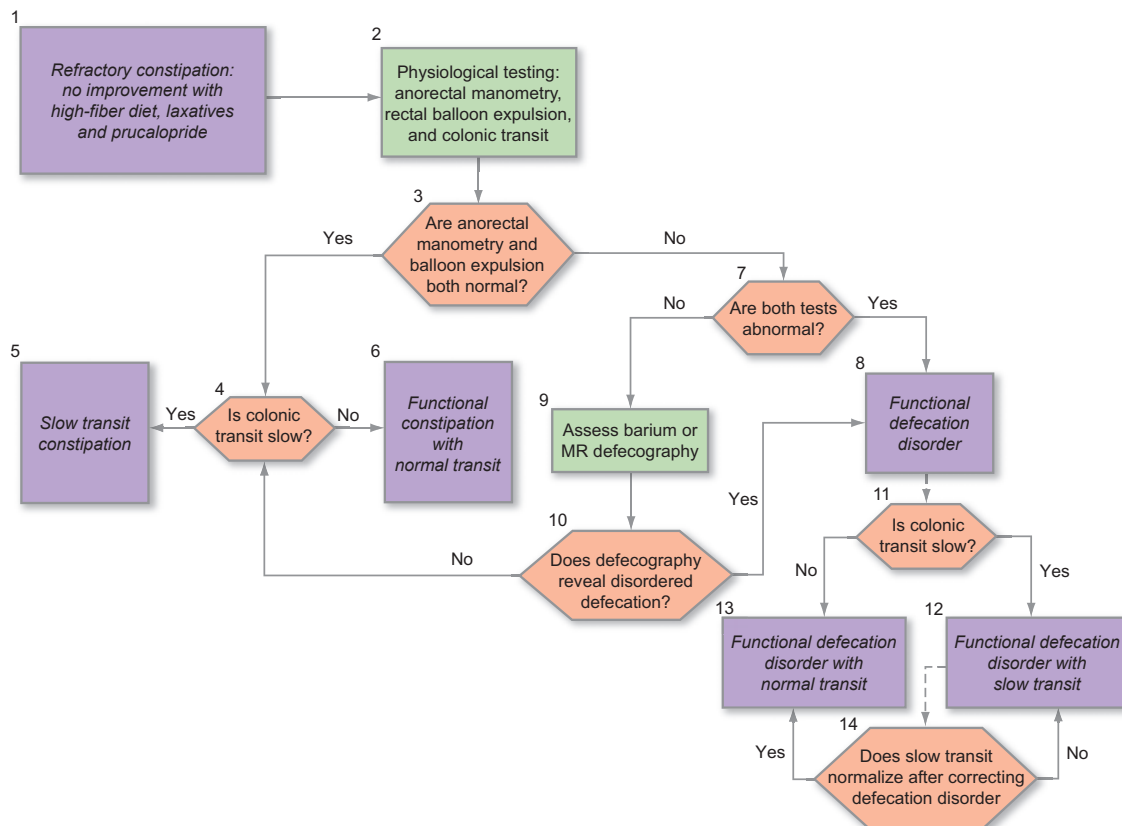 1
Refractory constipation:
no improvement with
high-fiber diet, laxatives
and prucalopride
2
Physiological testing:
anorectal manometry,
rectal balloon expulsion,
and colonic transit
3
Are anorectal
manometry and
balloon expulsion
both normal?
Yes
No
7
Are both tests
abnormal?
No
Yes
5
Slow transit
constipation
4
Is colonic
transit slow?
Yes
No
6
Functional
constipation
with
normal transit
9
Assess barium or
MR defecography
8
Functional
defecation
disorder
10
Does defecography
reveal disordered
defecation?
No
Yes
11
Is colonic
transit slow?
No
Yes
13
Functional defecation
disorder with
normal transit
12
Functional defecation
disorder with
slow transit
14
Does slow transit
normalize after correcting
defecation disorder
Yes
No